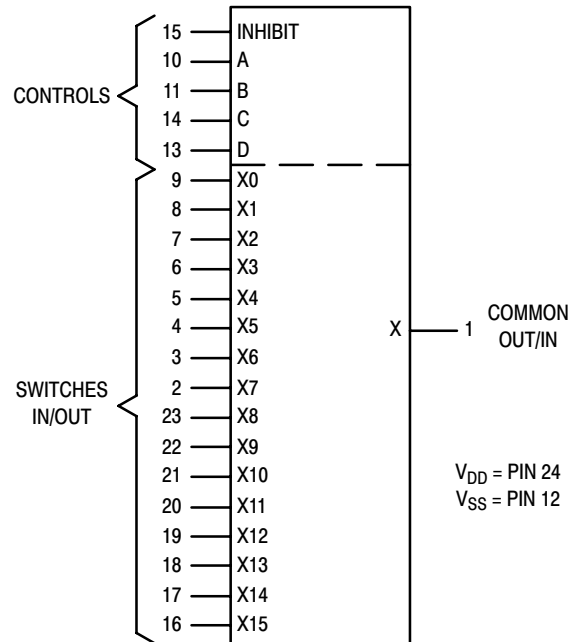 15 INHIBIT
10 A
11 B
CONTROLS
14 C
13 D
9 X0
8 X1
7 X2
6 X3
5 X4
4 X5
3 X6
2 X7
23 X8
22 X9
21 X10
20 X11
19 X12
18 X13
17 X14
16 X15
SWITCHES
IN/OUT
X 1
COMMON
OUT/IN
VDD = PIN 24
VSS = PIN 12